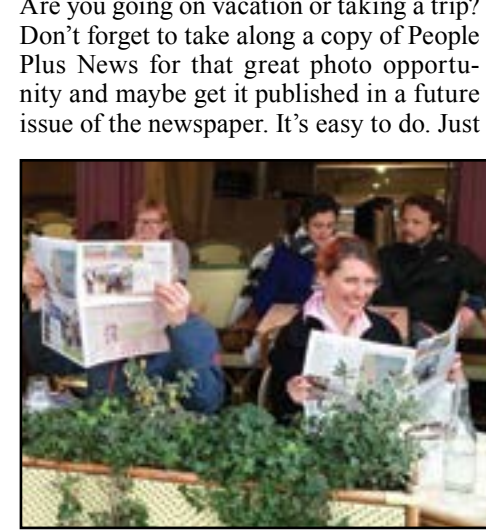 Are you going on vacation or taking a trip?
Don’t forget to take along a copy of People
Plus News for that great photo opportu-
nity and maybe get it published in a future
issue of the newspaper. It’s easy to do. Just